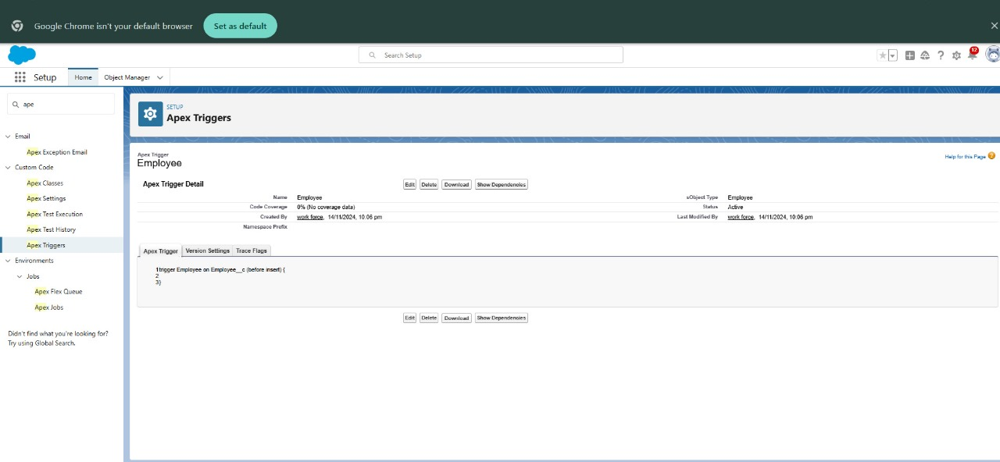 Google Chrome isn't your default browser
Set as default
Search Setup
12
Setup
Home
Object Manager
ape
Email
Apex Exception Email
Custom Code
Apex Classes
Apex Settings
Apex Test Execution
Apex Test History
Apex Triggers
Environments
Jobs
Apex Flex Queue
Apex Jobs
Didn't find what you're looking for?
Try using Global Search.
SETUP
Apex Triggers
Apex Trigger
Employee
Help for this Page
Apex Trigger Detail
Edit Delete Download Show Dependencies
Name Employee sObject Type Employee
Code Coverage 0% (No coverage data) Status Active
Created By work force, 14/11/2024, 10:06 pm Last Modified By work force, 14/11/2024, 10:06 pm
Namespace Prefix
Apex Trigger Version Settings Trace Flags
1trigger Employee on Employee__c (before insert) {
2
3}
Edit Delete Download Show Dependencies